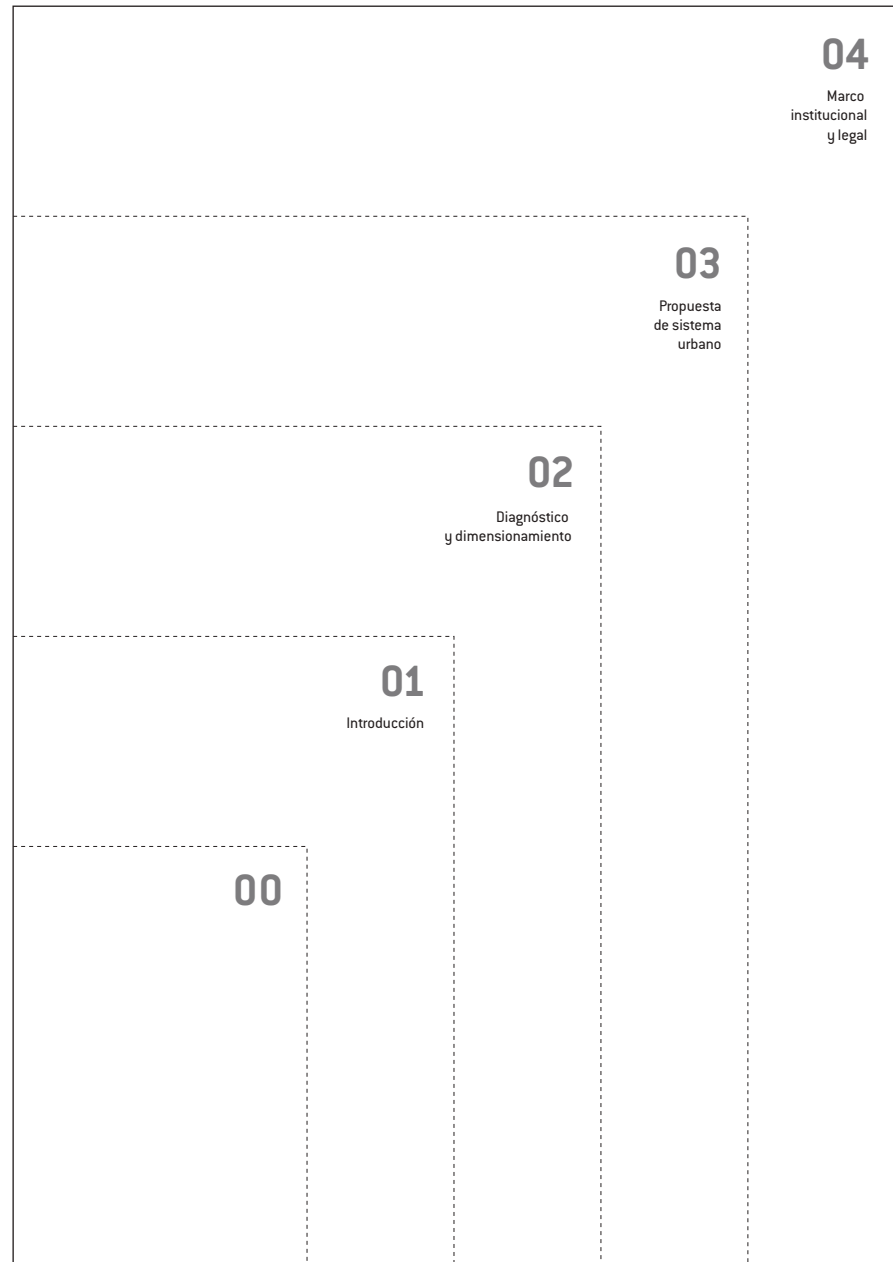 04
Marco
institucional
y legal
03
Propuesta
de sistema
urbano
02
Diagnóstico
y dimensionamiento
01
Introducción
00